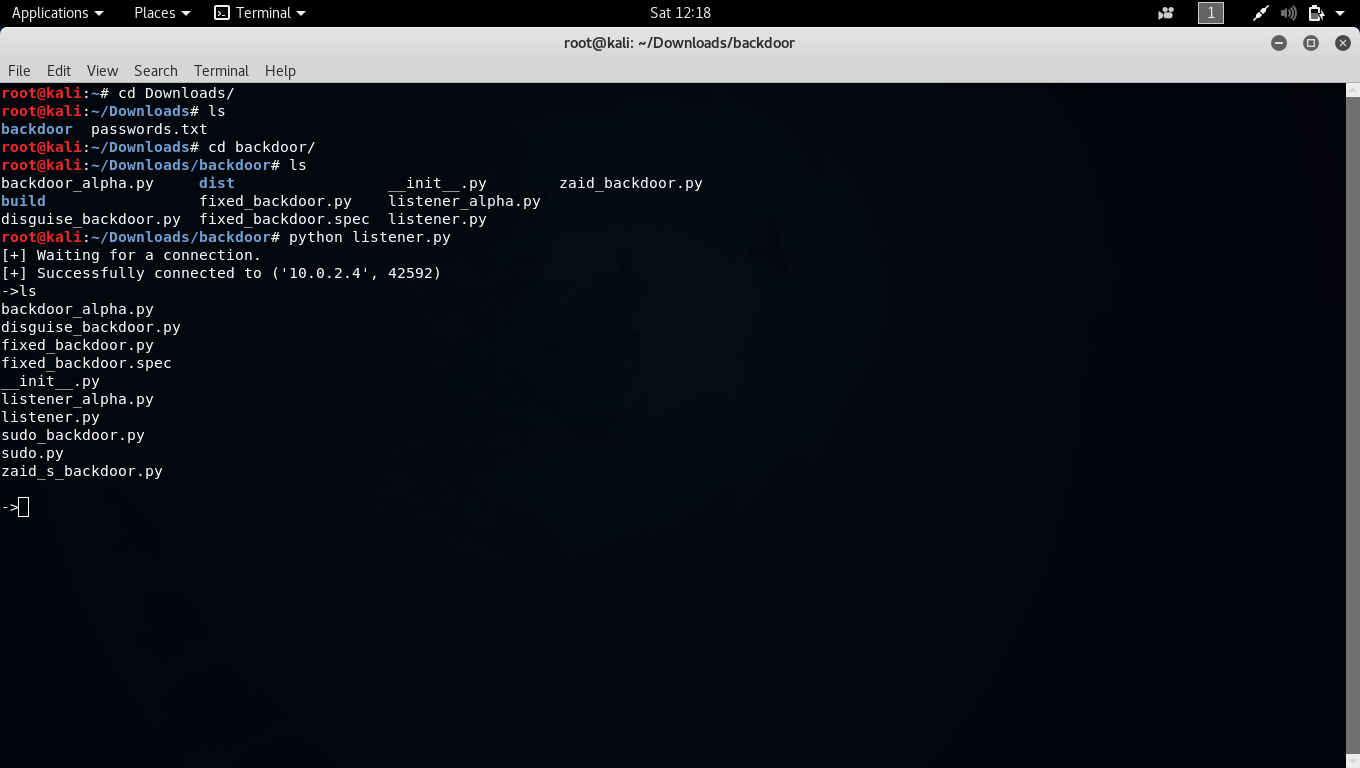 Applications Places Terminal Sat 12:18 1
root@kali: ~/Downloads/backdoor
File Edit View Search Terminal Help
root@kali:~# cd Downloads/
root@kali:~/Downloads# ls
backdoor  passwords.txt
root@kali:~/Downloads# cd backdoor/
root@kali:~/Downloads/backdoor# ls
backdoor_alpha.py     dist                 __init__.py        zaid_backdoor.py
build                 fixed_backdoor.py    listener_alpha.py
disguise_backdoor.py  fixed_backdoor.spec  listener.py
root@kali:~/Downloads/backdoor# python listener.py
[+] Waiting for a connection.
[+] Successfully connected to ('10.0.2.4', 42592)
->ls
backdoor_alpha.py
disguise_backdoor.py
fixed_backdoor.py
fixed_backdoor.spec
__init__.py
listener_alpha.py
listener.py
sudo_backdoor.py
sudo.py
zaid_s_backdoor.py
->